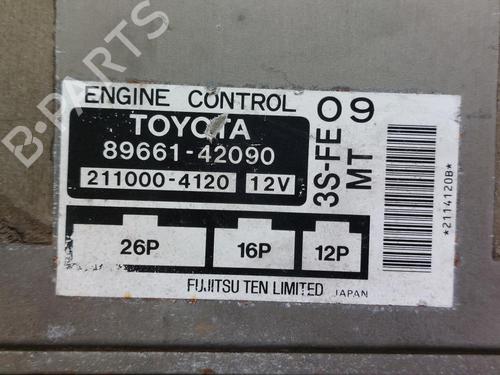 ENGINE CONTROL 09
TOYOTA
89661-42090
211000-4120 12V
3S-FE
MT
26P 16P 12P
*2114120B*
FUJITSU TEN LIMITED JAPAN
B-PARTS